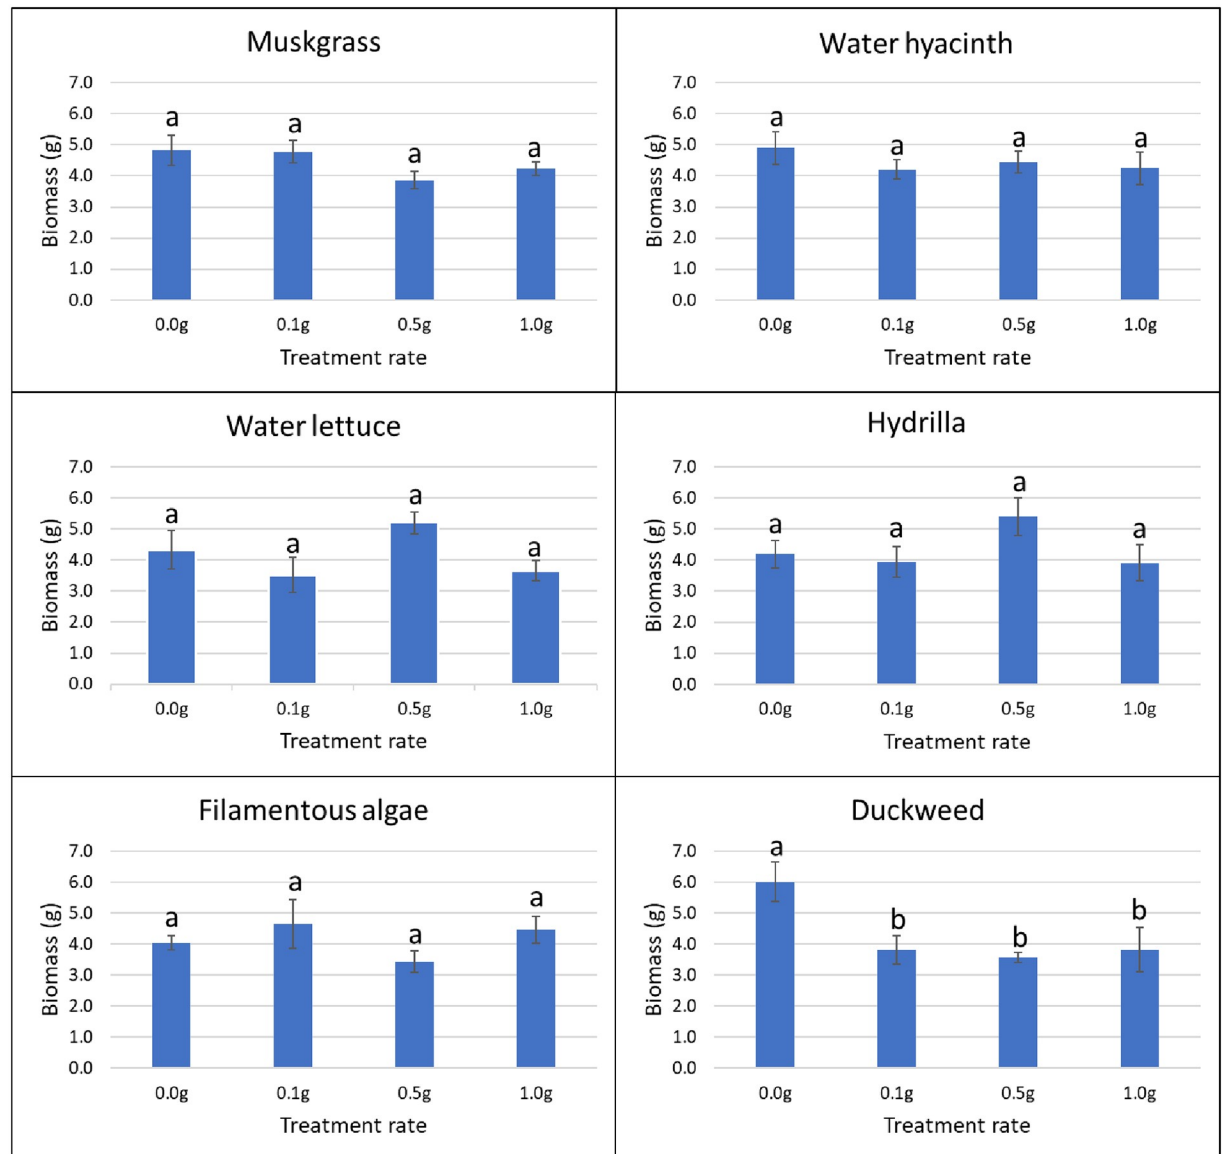 Muskgrass
7.0
6.0
5.0
4.0
3.0
2.0
1.0
0.0
Biomass (g)
a
a
a
a
0.0g 0.1g 0.5g 1.0g
Treatment rate
Water hyacinth
7.0
6.0
5.0
4.0
3.0
2.0
1.0
0.0
Biomass (g)
a
a
a
a
0.0g 0.1g 0.5g 1.0g
Treatment rate
Water lettuce
7.0
6.0
5.0
4.0
3.0
2.0
1.0
0.0
Biomass (g)
a
a
a
a
0.0g 0.1g 0.5g 1.0g
Treatment rate
Hydrilla
7.0
6.0
5.0
4.0
3.0
2.0
1.0
0.0
Biomass (g)
a
a
a
a
0.0g 0.1g 0.5g 1.0g
Treatment rate
Filamentous algae
7.0
6.0
5.0
4.0
3.0
2.0
1.0
0.0
Biomass (g)
a
a
a
a
0.0g 0.1g 0.5g 1.0g
Treatment rate
Duckweed
7.0
6.0
5.0
4.0
3.0
2.0
1.0
0.0
Biomass (g)
a
b
b
b
0.0g 0.1g 0.5g 1.0g
Treatment rate